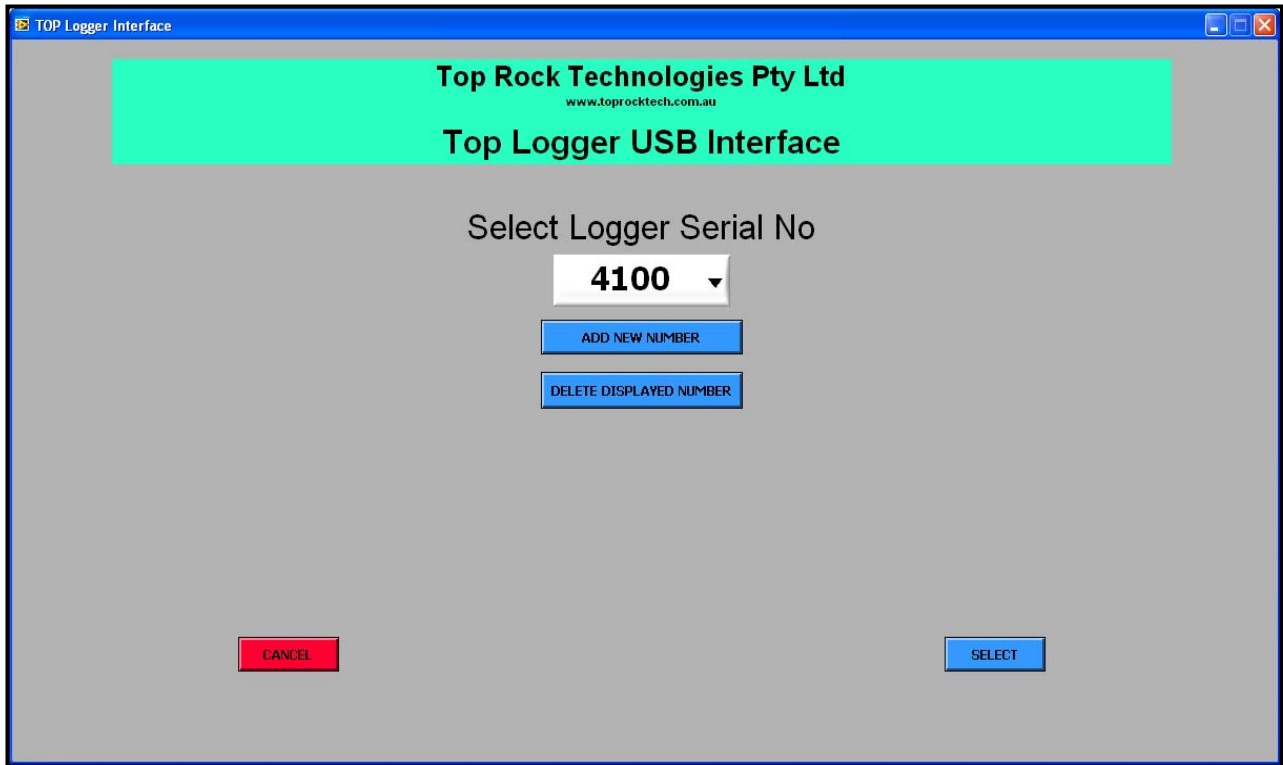 TOP Logger Interface
Top Rock Technologies Pty Ltd
www.toprocktech.com.au
Top Logger USB Interface
Select Logger Serial No
4100
ADD NEW NUMBER
DELETE DISPLAYED NUMBER
CANCEL
SELECT